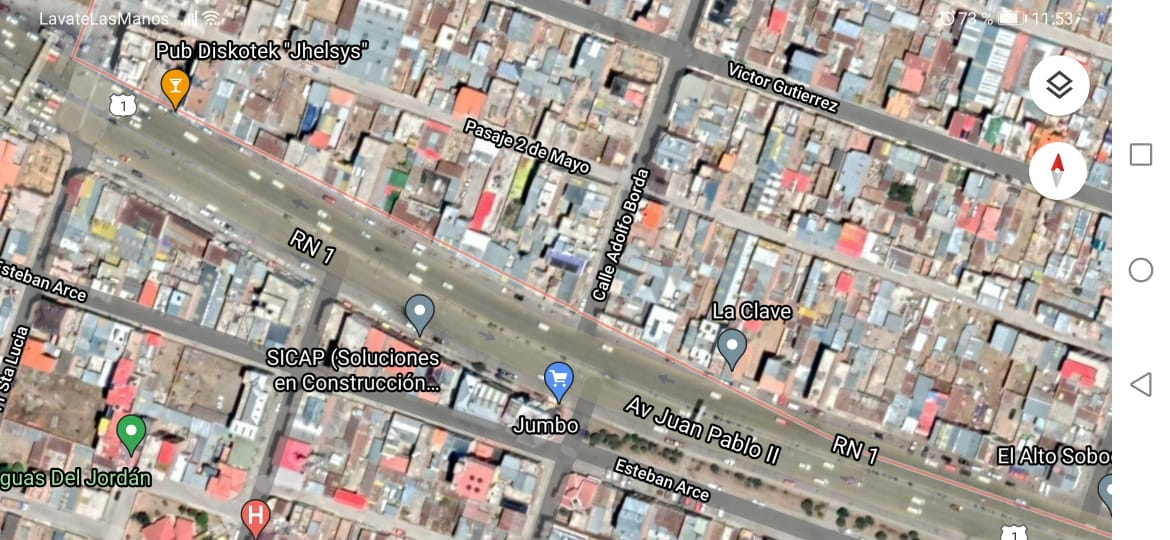 LavateLasManos
73 %
11:53
Pub Diskotek "Jhelsys"
1
Victor Gutierrez
Pasaje 2 de Mayo
Calle Adolfo Borda
RN 1
Esteban Arce
Sta Lucia
La Clave
SICAP (Soluciones
en Construcción...
Jumbo
Av Juan Pablo II
RN 1
El Alto Sobo
guas Del Jordán
Esteban Arce
H
1